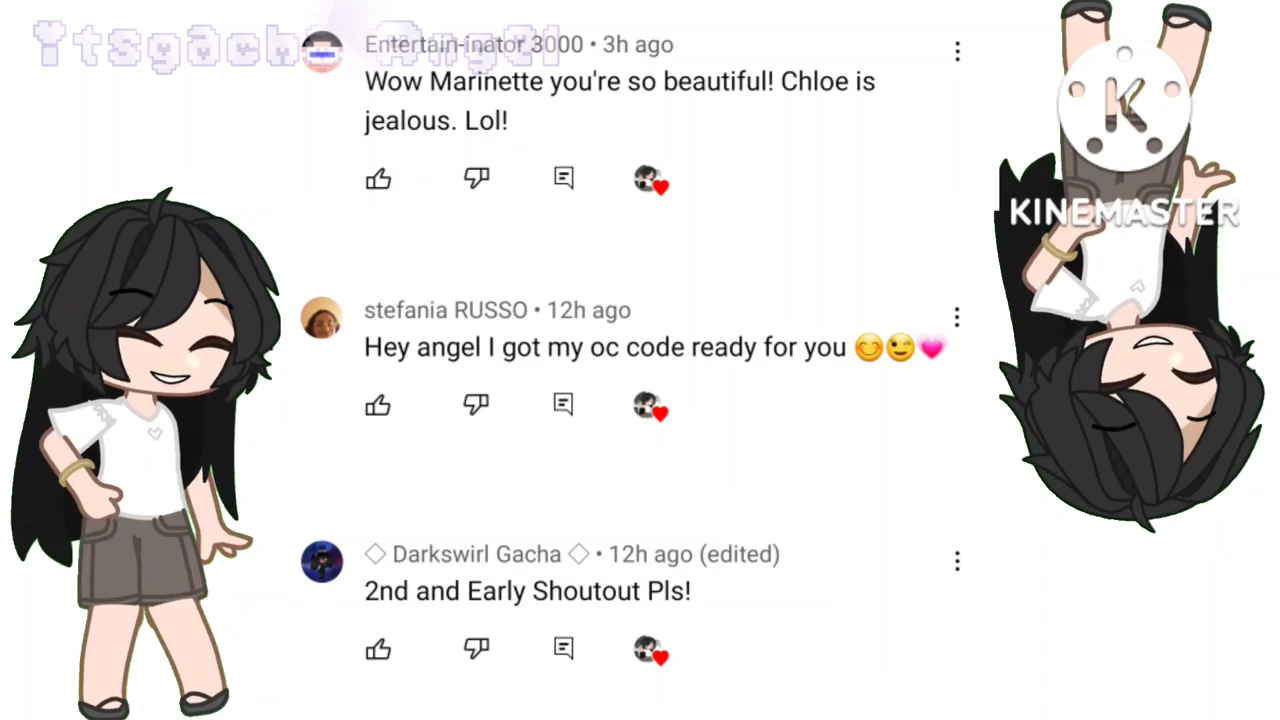 Ytsgacha Angel
Entertain-inator 3000 • 3h ago
Wow Marinette you're so beautiful! Chloe is
jealous. Lol!
K
KINEMASTER
stefania RUSSO • 12h ago
Hey angel I got my oc code ready for you 😊😉💗
◇ Darkswirl Gacha ◇ • 12h ago (edited)
2nd and Early Shoutout Pls!